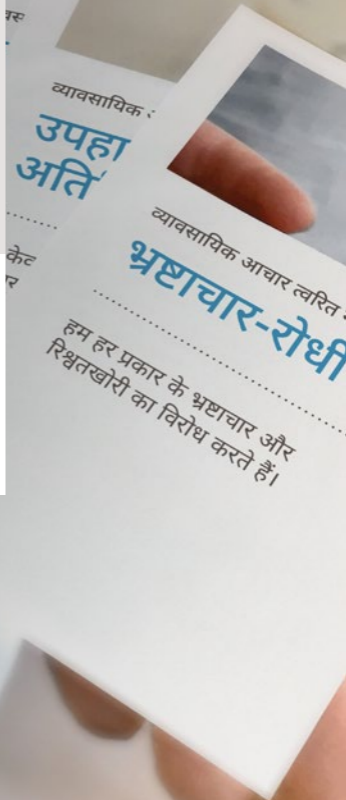 व्यावसायिक
उपहा
अति
व्यावसायिक आचार त्वरित
भ्रष्टाचार-रोधी
हम हर प्रकार के भ्रष्टाचार और
रिश्वतखोरी का विरोध करते हैं।